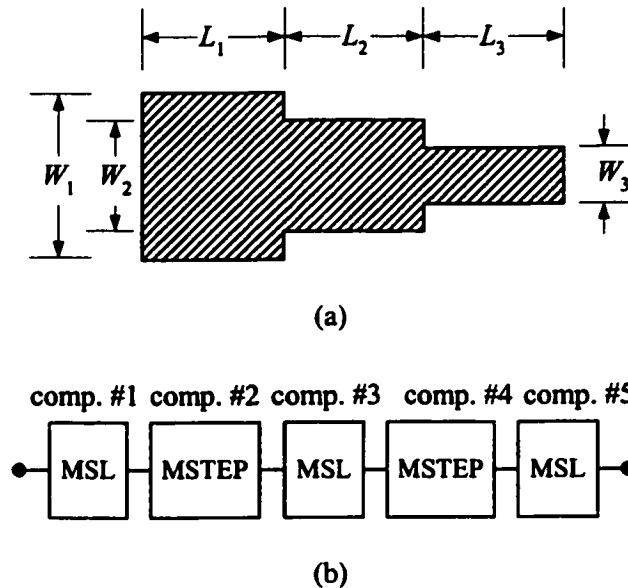 L₁ L₂ L₃
W₁ W₂ W₃
(a)
comp. #1 comp. #2 comp. #3 comp. #4 comp. #5
MSL MSTEP MSL MSTEP MSL
(b)